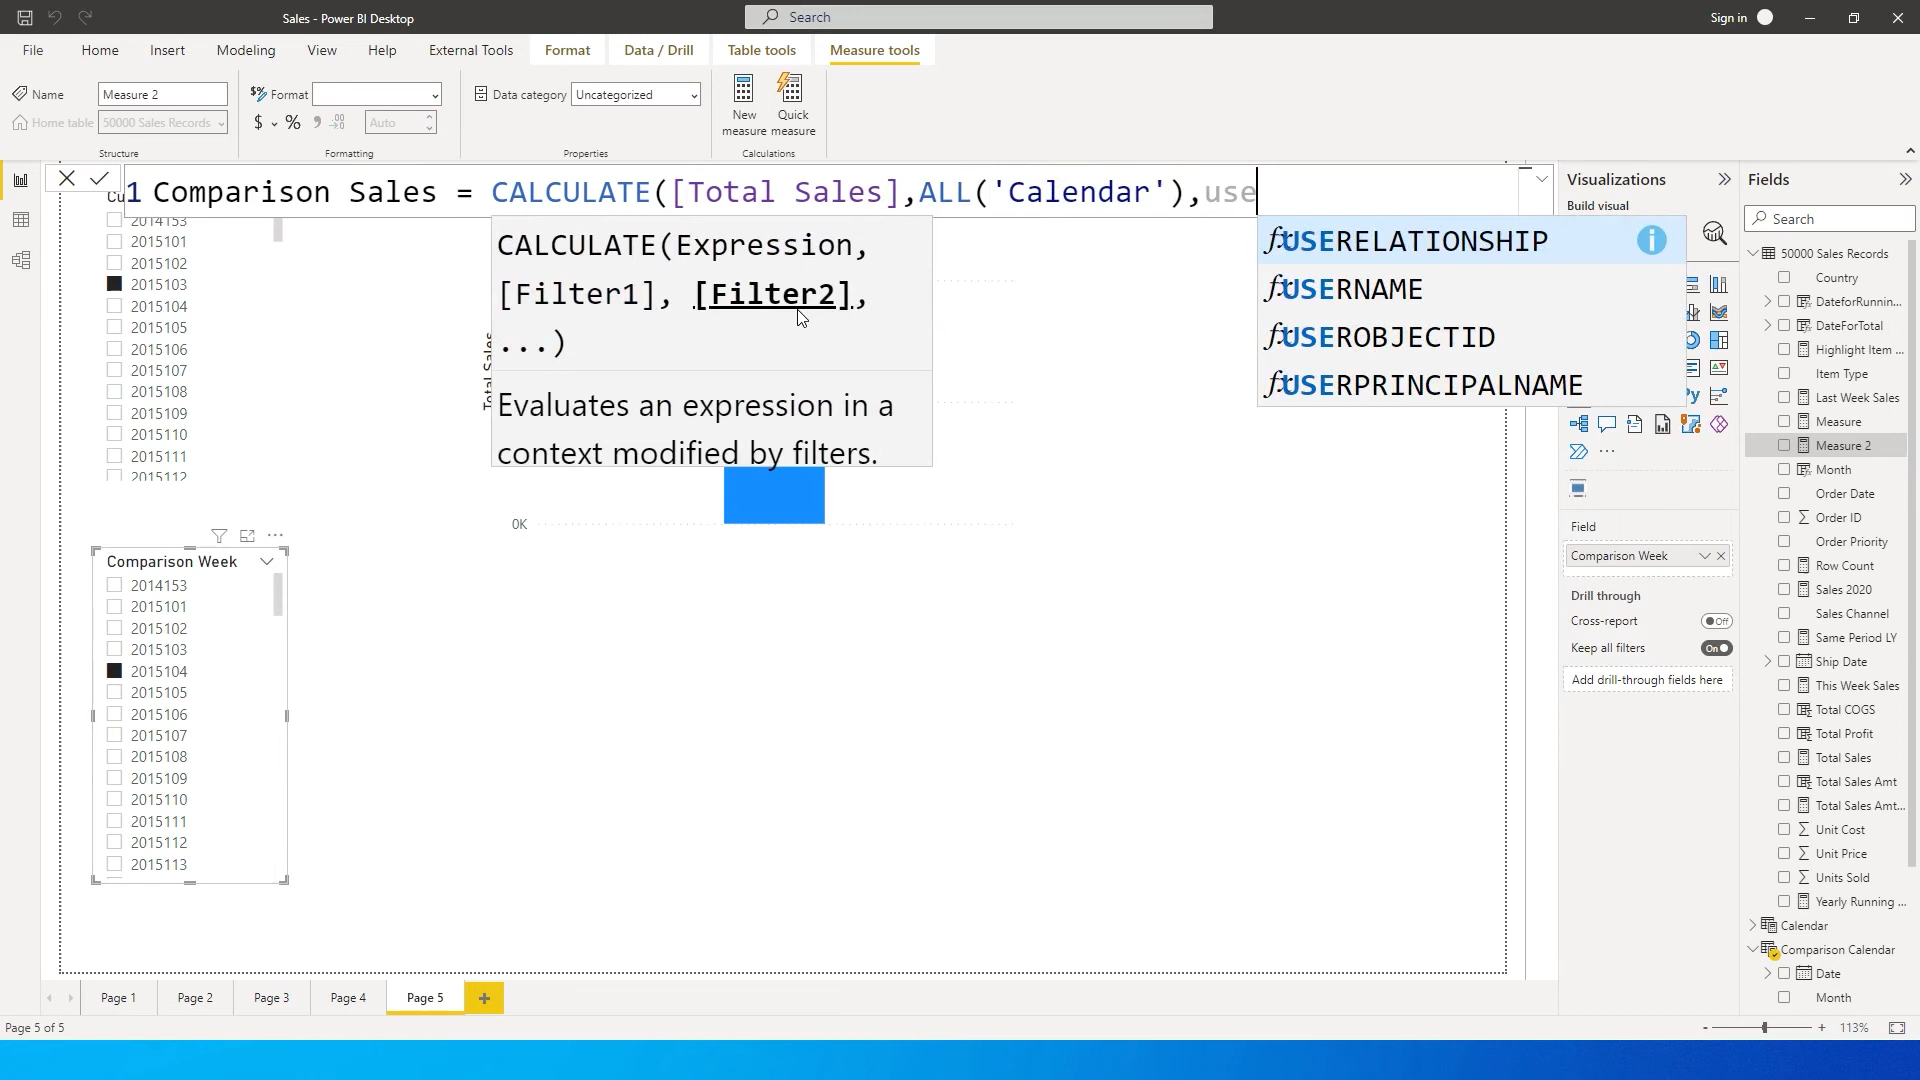 Sales - Power BI Desktop
Search
Sign in
File
Home
Insert
Modeling
View
Help
External Tools
Format
Data / Drill
Table tools
Measure tools
Name
Measure 2
Home table
50000 Sales Records
Structure
Format
$
%
Auto
Formatting
Data category
Uncategorized
Properties
New measure
Quick measure
Calculations
1 Comparison Sales = CALCULATE([Total Sales],ALL('Calendar'),use
CALCULATE(Expression,
[Filter1], [Filter2],
...)
Evaluates an expression in a
context modified by filters.
USERELATIONSHIP
USERNAME
USEROBJECTID
USERPRINCIPALNAME
2014153
2015101
2015102
2015103
2015104
2015105
2015106
2015107
2015108
2015109
2015110
2015111
2015112
Total Sales
0K
Comparison Week
2014153
2015101
2015102
2015103
2015104
2015105
2015106
2015107
2015108
2015109
2015110
2015111
2015112
2015113
Visualizations
Build visual
Py
Field
Comparison Week
Drill through
Cross-report
Off
Keep all filters
On
Add drill-through fields here
Fields
Search
50000 Sales Records
Country
DateforRunnin...
DateForTotal
Highlight Item ...
Item Type
Last Week Sales
Measure
Measure 2
Month
Order Date
Order ID
Order Priority
Row Count
Sales 2020
Sales Channel
Same Period LY
Ship Date
This Week Sales
Total COGS
Total Profit
Total Sales
Total Sales Amt
Total Sales Amt...
Unit Cost
Unit Price
Units Sold
Yearly Running ...
Calendar
Comparison Calendar
Date
Month
Page 1
Page 2
Page 3
Page 4
Page 5
Page 5 of 5
113%